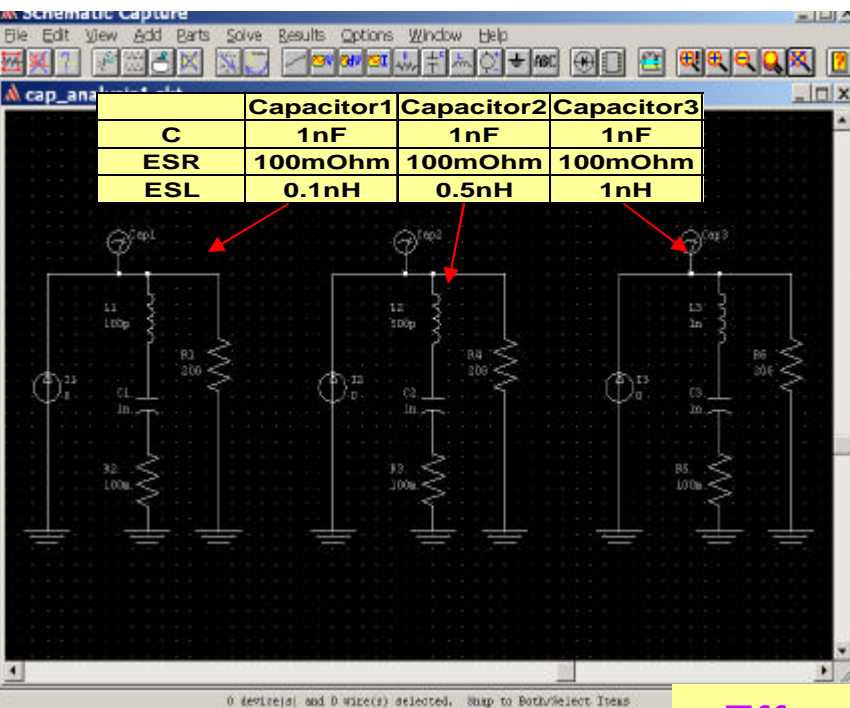 Schematic Capture
File Edit View Add Parts Solve Results Options Window Help
ABC
Capacitor1 Capacitor2 Capacitor3
C 1nF 1nF 1nF
ESR 100mOhm 100mOhm 100mOhm
ESL 0.1nH 0.5nH 1nH
Cap1 Cap2 Cap3
L1 L2 L3
100p 500p 1n
R1 R4 R6
200 200 200
I3
0 0 0
C1 C2 C3
1n 1n 1n
R2 R3 R5
100m 100m 100m
0 device(s) and 0 wire(s) selected. Snap to Both/Select Items